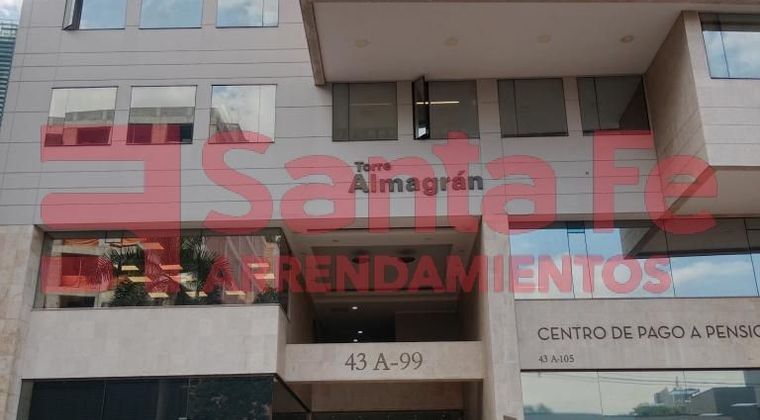 Torre
Almagrán
Santa Fe
ARRENDAMIENTOS
43 A-99
CENTRO DE PAGO A PENSIO
43 A-105